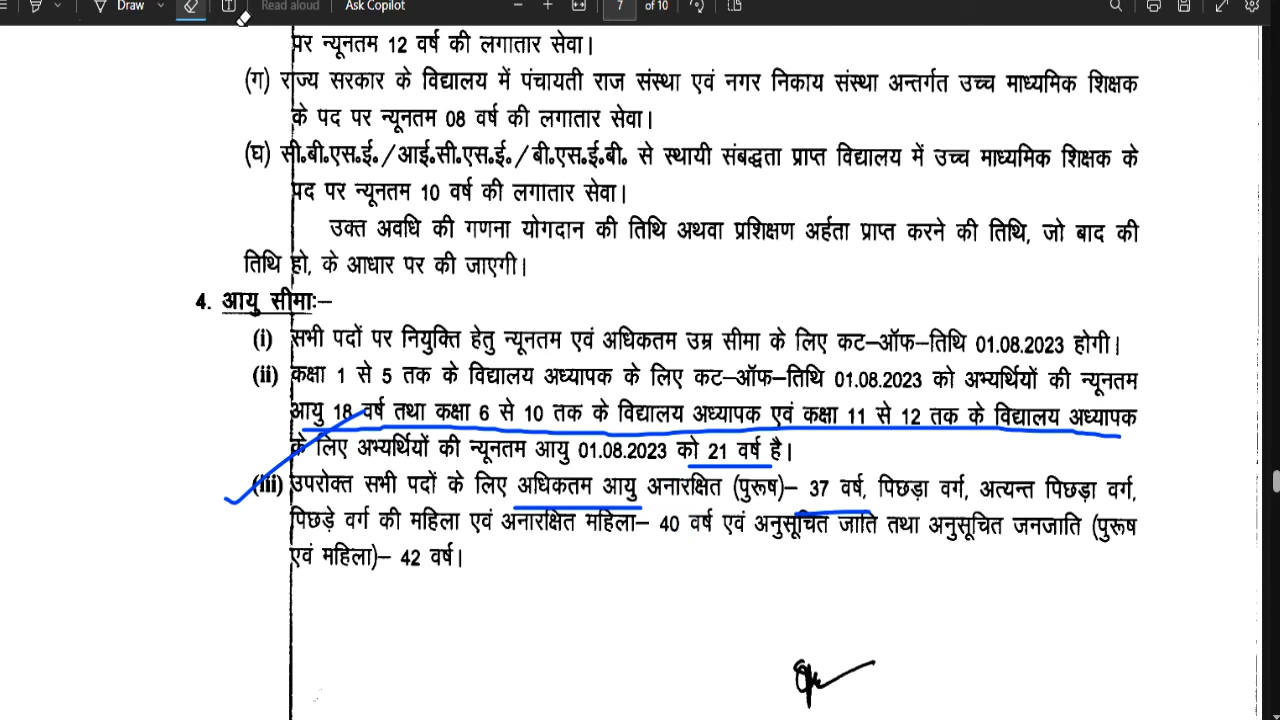 Draw
Read aloud
Ask Copilot
7 of 10
पर न्यूनतम 12 वर्ष की लगातार सेवा।
(ग) राज्य सरकार के विद्यालय में पंचायती राज संस्था एवं नगर निकाय संस्था अन्तर्गत उच्च माध्यमिक शिक्षक
के पद पर न्यूनतम 08 वर्ष की लगातार सेवा।
(घ) सी.बी.एस.ई./आई.सी.एस.ई./बी.एस.ई.बी. से स्थायी संबद्धता प्राप्त विद्यालय में उच्च माध्यमिक शिक्षक के
पद पर न्यूनतम 10 वर्ष की लगातार सेवा।
उक्त अवधि की गणना योगदान की तिथि अथवा प्रशिक्षण अर्हता प्राप्त करने की तिथि, जो बाद की
तिथि हो, के आधार पर की जाएगी।
4. आयु सीमाः–
(i) सभी पदों पर नियुक्ति हेतु न्यूनतम एवं अधिकतम उम्र सीमा के लिए कट–ऑफ–तिथि 01.08.2023 होगी।
(ii) कक्षा 1 से 5 तक के विद्यालय अध्यापक के लिए कट–ऑफ–तिथि 01.08.2023 को अभ्यर्थियों की न्यूनतम
आयु 18 वर्ष तथा कक्षा 6 से 10 तक के विद्यालय अध्यापक एवं कक्षा 11 से 12 तक के विद्यालय अध्यापक
के लिए अभ्यर्थियों की न्यूनतम आयु 01.08.2023 को 21 वर्ष है।
(iii) उपरोक्त सभी पदों के लिए अधिकतम आयु अनारक्षित (पुरूष)– 37 वर्ष, पिछड़ा वर्ग, अत्यन्त पिछड़ा वर्ग,
पिछड़े वर्ग की महिला एवं अनारक्षित महिला– 40 वर्ष एवं अनुसूचित जाति तथा अनुसूचित जनजाति (पुरूष
एवं महिला)– 42 वर्ष।